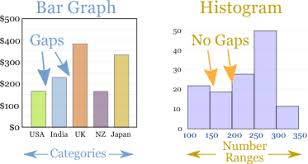 Bar Graph
Histogram
$500
$400
$300
$200
$100
$0
Gaps
USA India UK NZ Japan
Categories
50
40
30
20
10
0
No Gaps
100 150 200 250 300 350
Number
Ranges